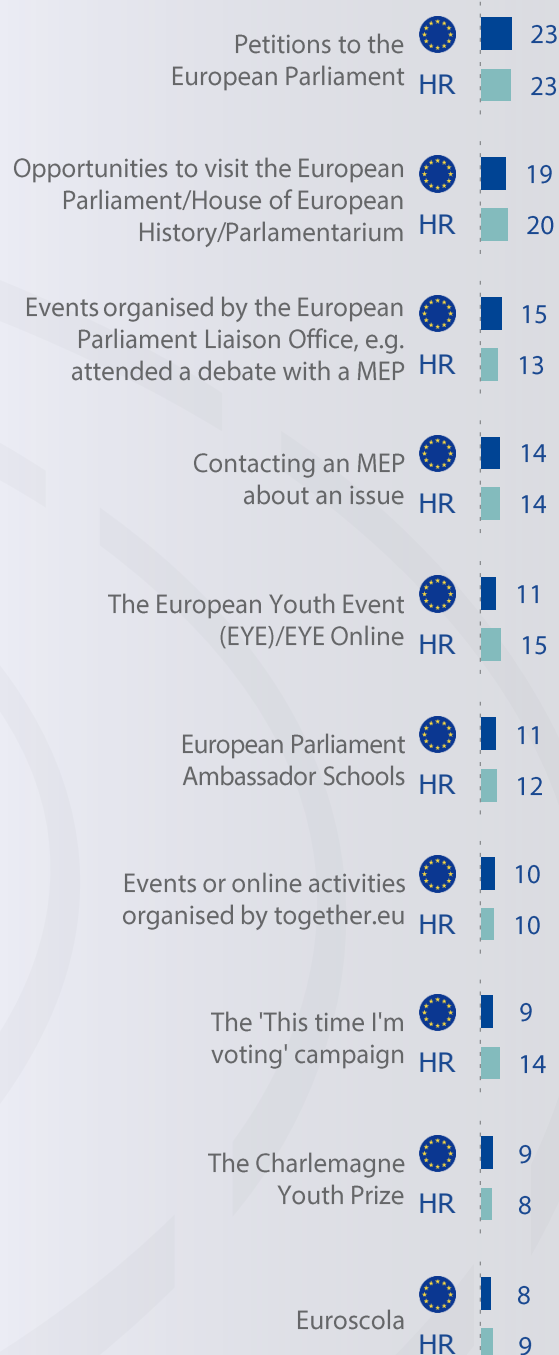 Petitions to the
European Parliament
23
HR
23
Opportunities to visit the European
Parliament/House of European
History/Parlamentarium
19
HR
20
Events organised by the European
Parliament Liaison Office, e.g.
attended a debate with a MEP
15
HR
13
Contacting an MEP
about an issue
14
HR
14
The European Youth Event
(EYE)/EYE Online
11
HR
15
European Parliament
Ambassador Schools
11
HR
12
Events or online activities
organised by together.eu
10
HR
10
The 'This time I'm
voting' campaign
9
HR
14
The Charlemagne
Youth Prize
9
HR
8
Euroscola
8
HR
9